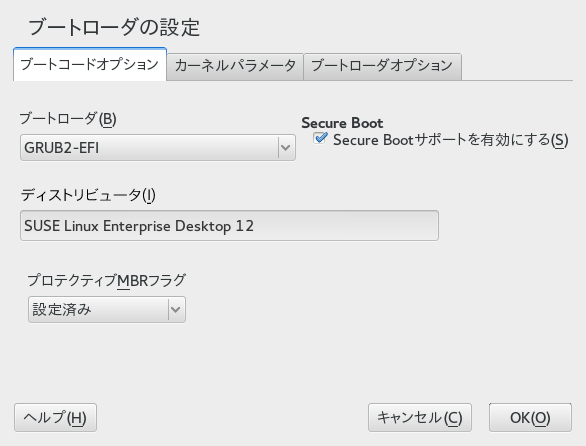 ブートローダの設定
ブートコードオプション カーネルパラメータ ブートローダオプション
ブートローダ(B)
GRUB2-EFI
Secure Boot
Secure Bootサポートを有効にする(S)
ディストリビュータ(I)
SUSE Linux Enterprise Desktop 12
プロテクティブMBRフラグ
設定済み
ヘルプ(H) キャンセル(C) OK(O)